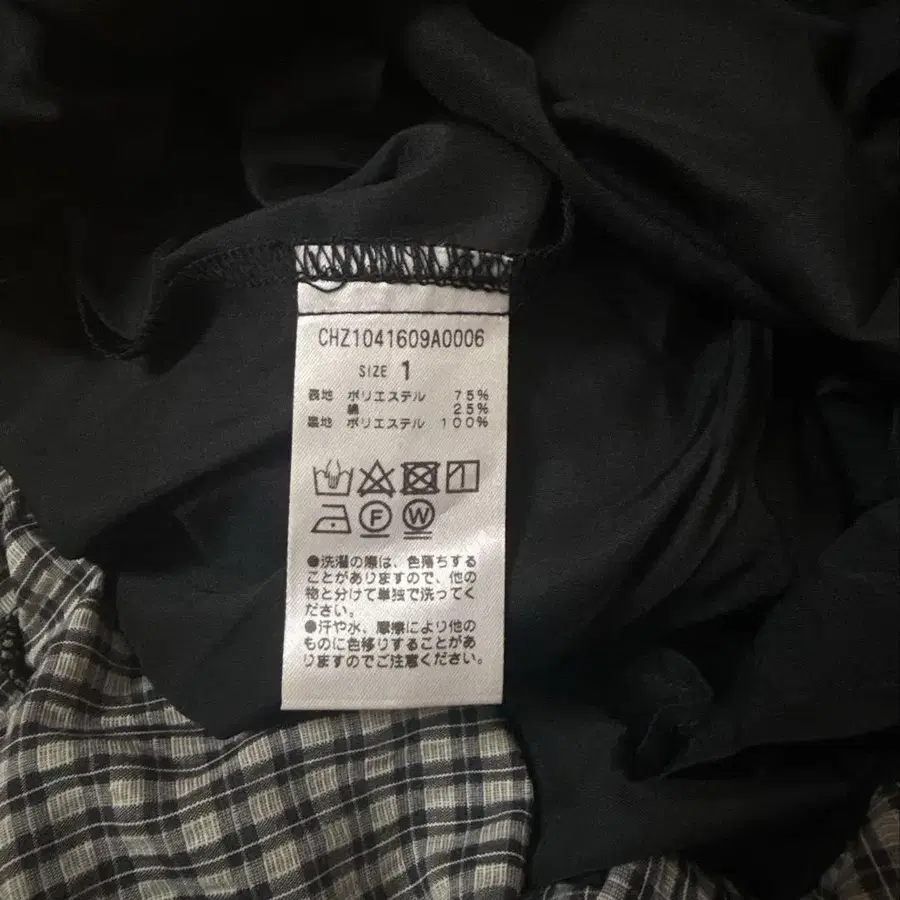 CHZ1041609A0006
SIZE 1
表地 ポリエステル 75%
綿 25%
裏地 ポリエステル 100%
1
F W
●洗濯の際は、色落ちする
ことがありますので、他の
物と分けて単独で洗ってく
ださい。
●汗や水、摩擦により他の
ものに色移りすることがあ
りますのでご注意ください。